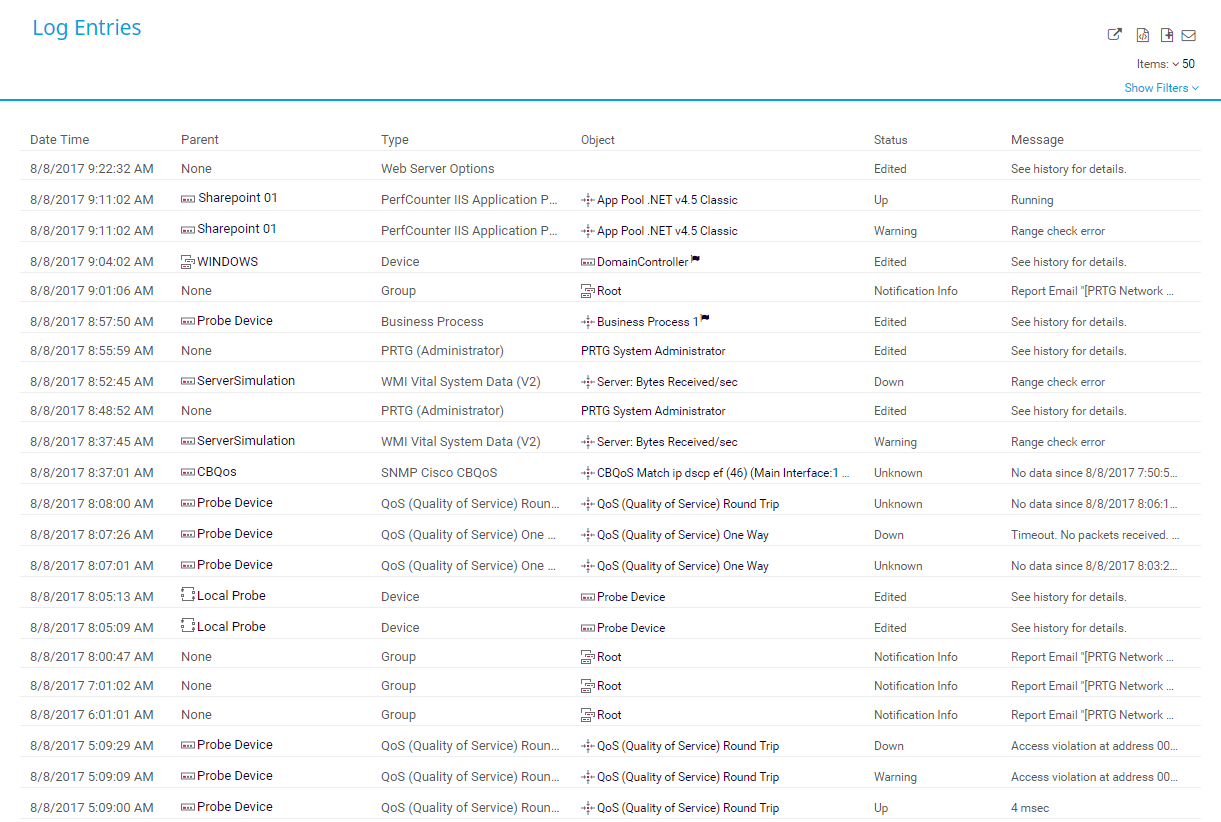 Log Entries
Items: 50
Show Filters
Date Time Parent Type Object Status Message
8/8/2017 9:22:32 AM None Web Server Options Edited See history for details.
8/8/2017 9:11:02 AM Sharepoint 01 PerfCounter IIS Application P... App Pool .NET v4.5 Classic Up Running
8/8/2017 9:11:02 AM Sharepoint 01 PerfCounter IIS Application P... App Pool .NET v4.5 Classic Warning Range check error
8/8/2017 9:04:02 AM WINDOWS Device DomainController Edited See history for details.
8/8/2017 9:01:06 AM None Group Root Notification Info Report Email "[PRTG Network ...
8/8/2017 8:57:50 AM Probe Device Business Process Business Process 1 Edited See history for details.
8/8/2017 8:55:59 AM None PRTG (Administrator) PRTG System Administrator Edited See history for details.
8/8/2017 8:52:45 AM ServerSimulation WMI Vital System Data (V2) Server: Bytes Received/sec Down Range check error
8/8/2017 8:48:52 AM None PRTG (Administrator) PRTG System Administrator Edited See history for details.
8/8/2017 8:37:45 AM ServerSimulation WMI Vital System Data (V2) Server: Bytes Received/sec Warning Range check error
8/8/2017 8:37:01 AM CBQos SNMP Cisco CBQoS CBQoS Match ip dscp ef (46) (Main Interface:1 ... Unknown No data since 8/8/2017 7:50:5...
8/8/2017 8:08:00 AM Probe Device QoS (Quality of Service) Roun... QoS (Quality of Service) Round Trip Unknown No data since 8/8/2017 8:06:1...
8/8/2017 8:07:26 AM Probe Device QoS (Quality of Service) One ... QoS (Quality of Service) One Way Down Timeout. No packets received. ...
8/8/2017 8:07:01 AM Probe Device QoS (Quality of Service) One ... QoS (Quality of Service) One Way Unknown No data since 8/8/2017 8:03:2...
8/8/2017 8:05:13 AM Local Probe Device Probe Device Edited See history for details.
8/8/2017 8:05:09 AM Local Probe Device Probe Device Edited See history for details.
8/8/2017 8:00:47 AM None Group Root Notification Info Report Email "[PRTG Network ...
8/8/2017 7:01:02 AM None Group Root Notification Info Report Email "[PRTG Network ...
8/8/2017 6:01:01 AM None Group Root Notification Info Report Email "[PRTG Network ...
8/8/2017 5:09:29 AM Probe Device QoS (Quality of Service) Roun... QoS (Quality of Service) Round Trip Down Access violation at address 00...
8/8/2017 5:09:09 AM Probe Device QoS (Quality of Service) Roun... QoS (Quality of Service) Round Trip Warning Access violation at address 00...
8/8/2017 5:09:00 AM Probe Device QoS (Quality of Service) Roun... QoS (Quality of Service) Round Trip Up 4 msec